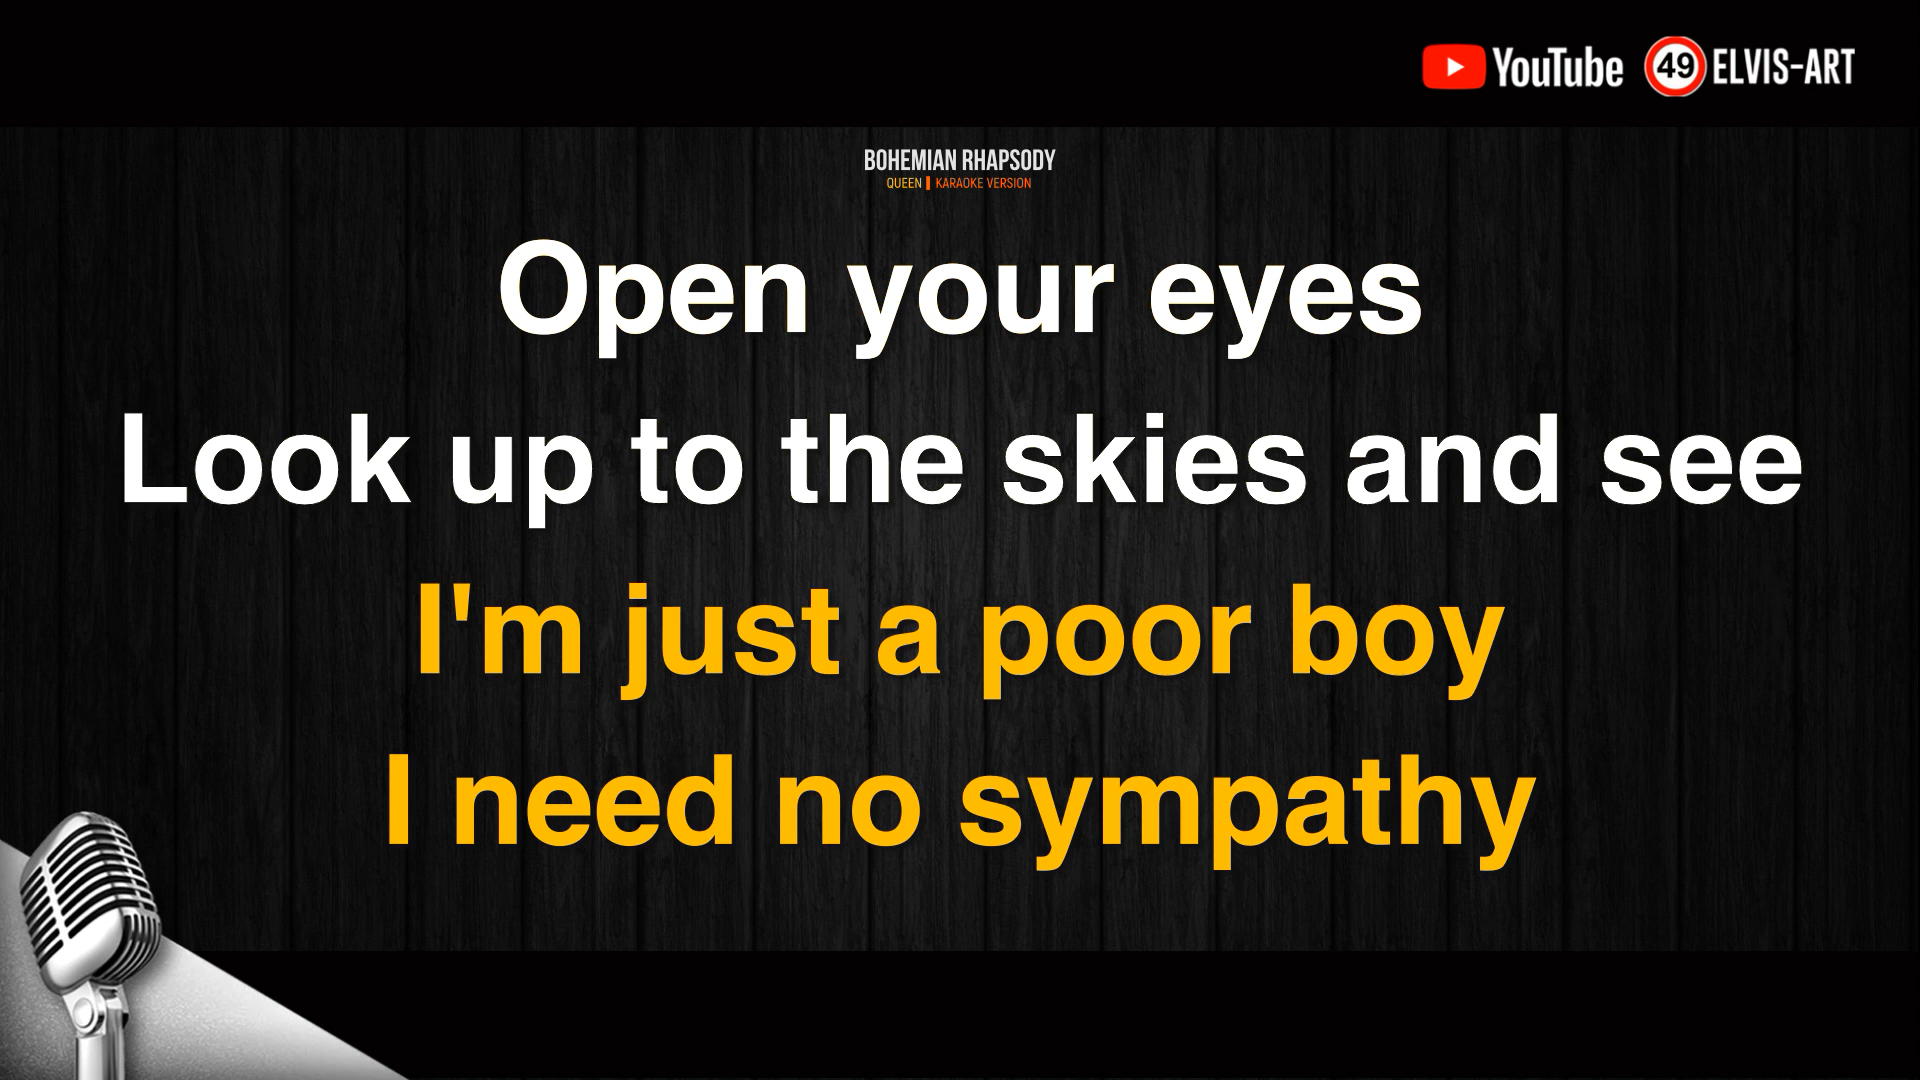 YouTube 49 ELVIS-ART
BOHEMIAN RHAPSODY
QUEEN | KARAOKE VERSION
Open your eyes
Look up to the skies and see
I'm just a poor boy
I need no sympathy